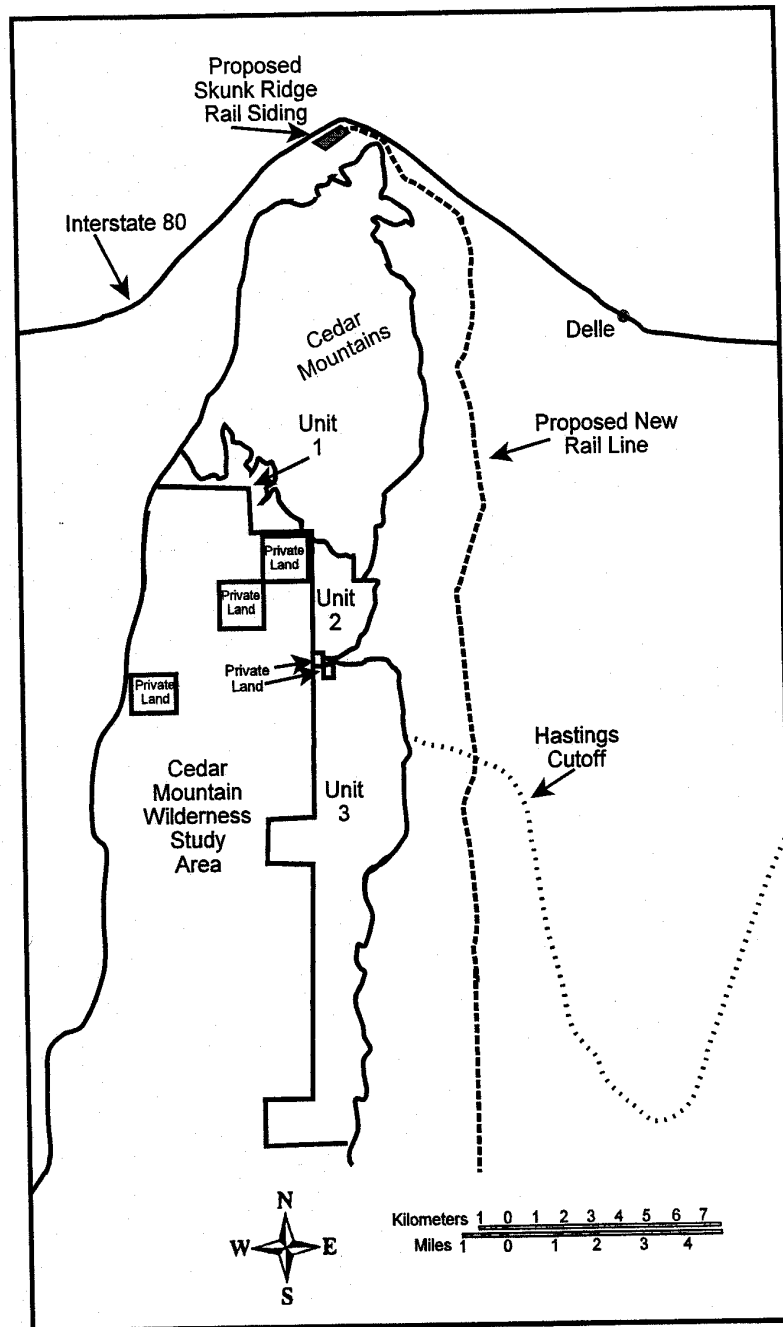 Proposed
Skunk Ridge
Rail Siding
Interstate 80
Cedar
Mountains
Delle
Unit
1
Proposed New
Rail Line
Private
Land
Private
Land
Unit
2
Private
Land
Private
Land
Hastings
Cutoff
Cedar
Mountain
Wilderness
Study
Area
Unit
3
N
W E
S
Kilometers 1 0 1 2 3 4 5 6 7
Miles 1 0 1 2 3 4